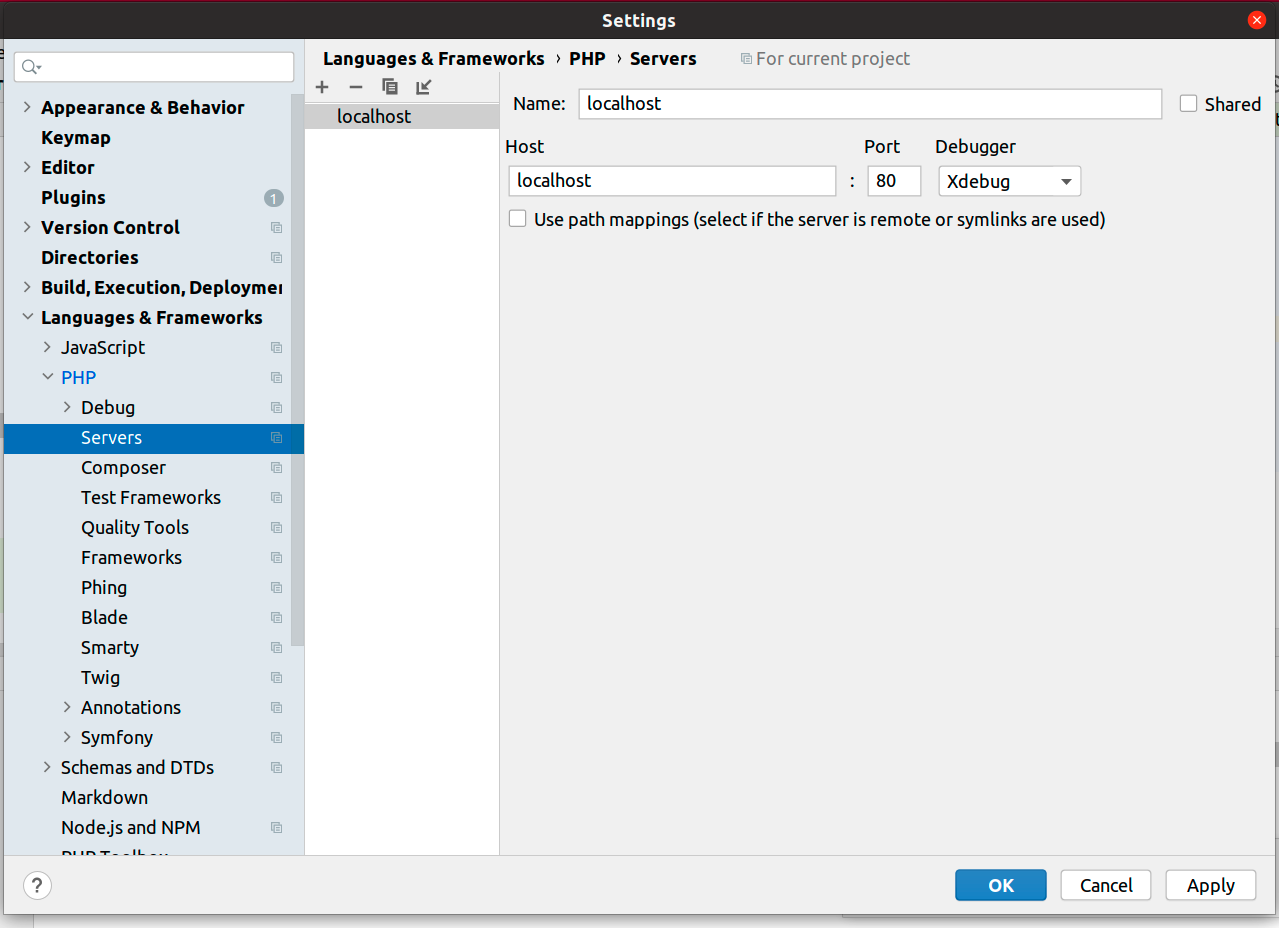 Settings
Languages & Frameworks › PHP › Servers For current project
Appearance & Behavior
Keymap
Editor
Plugins 1
Version Control
Directories
Build, Execution, Deploymen
Languages & Frameworks
JavaScript
PHP
Debug
Servers
Composer
Test Frameworks
Quality Tools
Frameworks
Phing
Blade
Smarty
Twig
Annotations
Symfony
Schemas and DTDs
Markdown
Node.js and NPM
PHP Toolbox
localhost
Name: localhost Shared
Host Port Debugger
localhost : 80 Xdebug
Use path mappings (select if the server is remote or symlinks are used)
? OK Cancel Apply